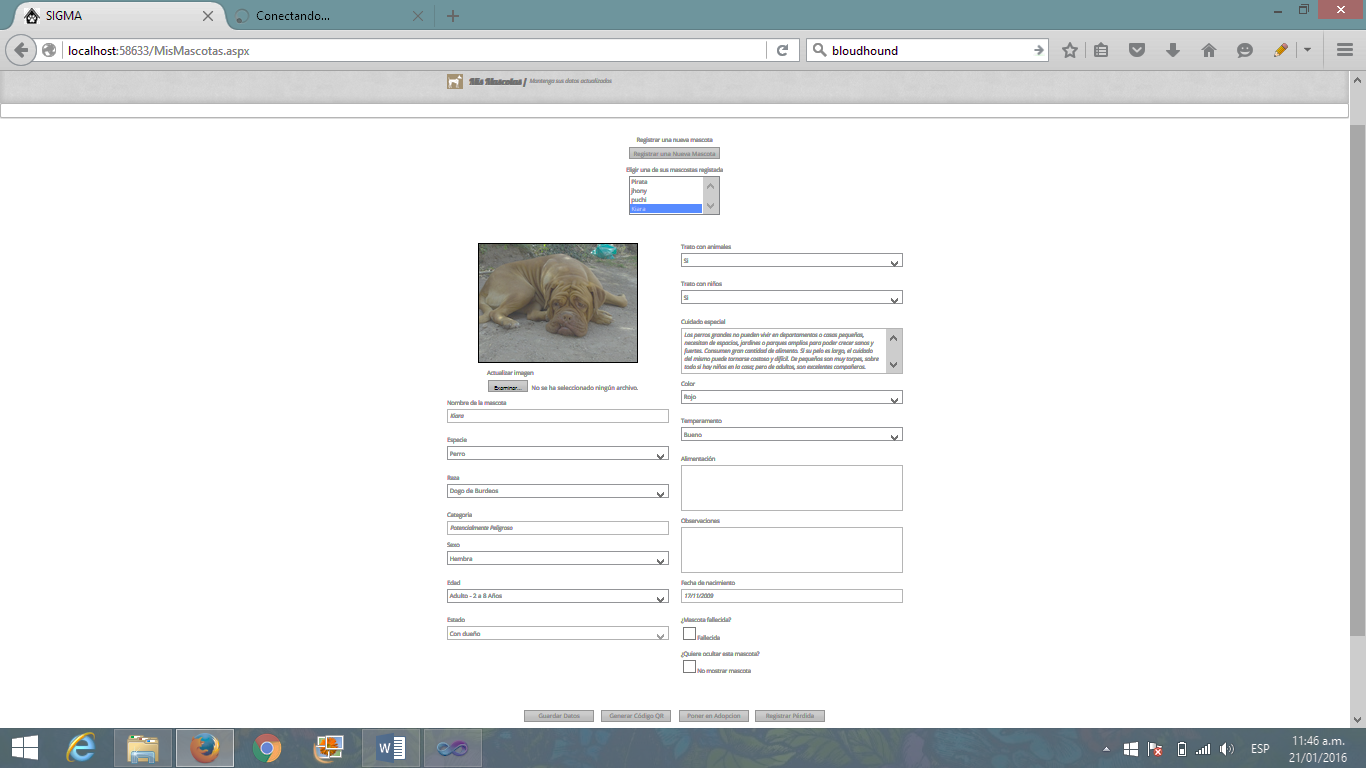 SIGMA
Conectando...
localhost:58633/MisMascotas.aspx
bloudhound
Mis Mascotas / Mantenga sus datos actualizados
Registrar una nueva mascota
Registrar una Nueva Mascota
Eligir una de sus mascostas registada
Pirata
jhony
puchi
Kiara
Actualizar imagen
Examinar... No se ha seleccionado ningún archivo.
Nombre de la mascota
Kiara
Especie
Perro
Raza
Dogo de Burdeos
Categoria
Potencialmente Peligroso
Sexo
Hembra
Edad
Adulto - 2 a 8 Años
Estado
Con dueño
Trato con animales
Si
Trato con niños
Si
Cuidado especial
Los perros grandes no pueden vivir en departamentos o casas pequeñas,
necesitan de espacios, jardines o parques amplios para poder crecer sanos y
fuertes. Consumen gran cantidad de alimento. Si su pelo es largo, el cuidado
del mismo puede tornarse costoso y difícil. De pequeños son muy torpes, sobre
todo si hay niños en la casa; pero de adultos, son excelentes compañeros.
Color
Rojo
Temperamento
Bueno
Alimentación
Observaciones
Fecha de nacimiento
17/11/2009
¿Mascota fallecida?
Fallecida
¿Quiere ocultar esta mascota?
No mostrar mascota
Guardar Datos Generar Código QR Poner en Adopcion Registrar Pérdida
ESP
11:46 a.m.
21/01/2016